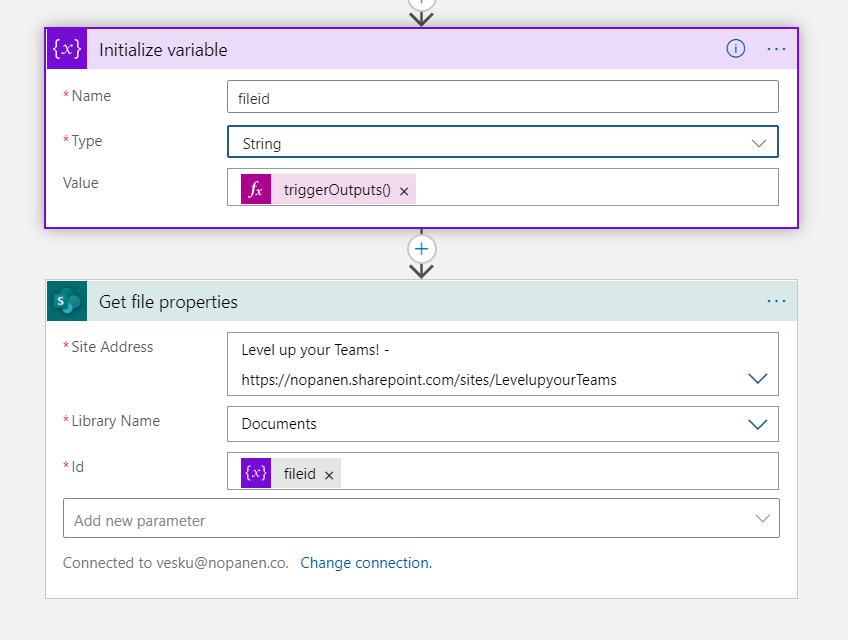 {x} Initialize variable
* Name
fileid
* Type
String
Value
fx triggerOutputs() ×
S Get file properties
* Site Address
Level up your Teams! -
https://nopanen.sharepoint.com/sites/LevelupyourTeams
* Library Name
Documents
* Id
{x} fileid ×
Add new parameter
Connected to vesku@nopanen.co. Change connection.